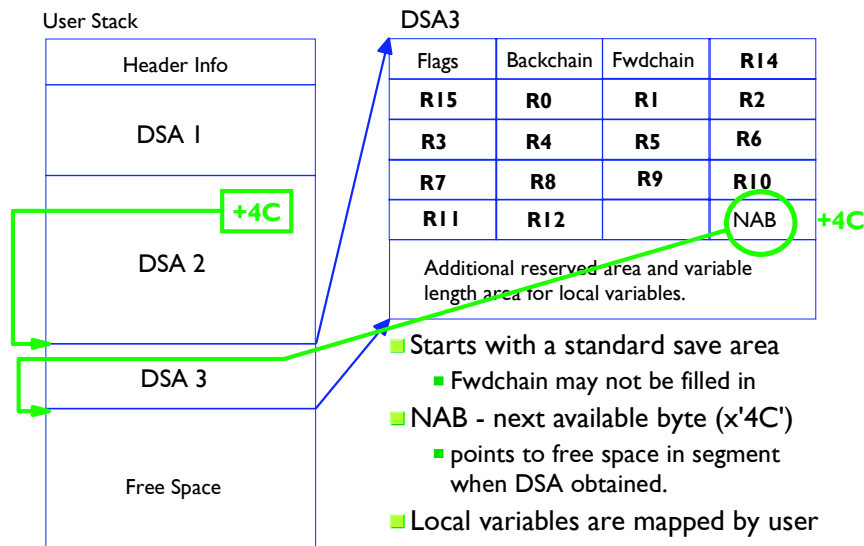 User Stack
Header Info
DSA 1
+4C
DSA 2
DSA 3
Free Space
DSA3
Flags Backchain Fwdchain R14
R15 R0 R1 R2
R3 R4 R5 R6
R7 R8 R9 R10
R11 R12 NAB +4C
Additional reserved area and variable
length area for local variables.
Starts with a standard save area
Fwdchain may not be filled in
NAB - next available byte (x'4C')
points to free space in segment
when DSA obtained.
Local variables are mapped by user